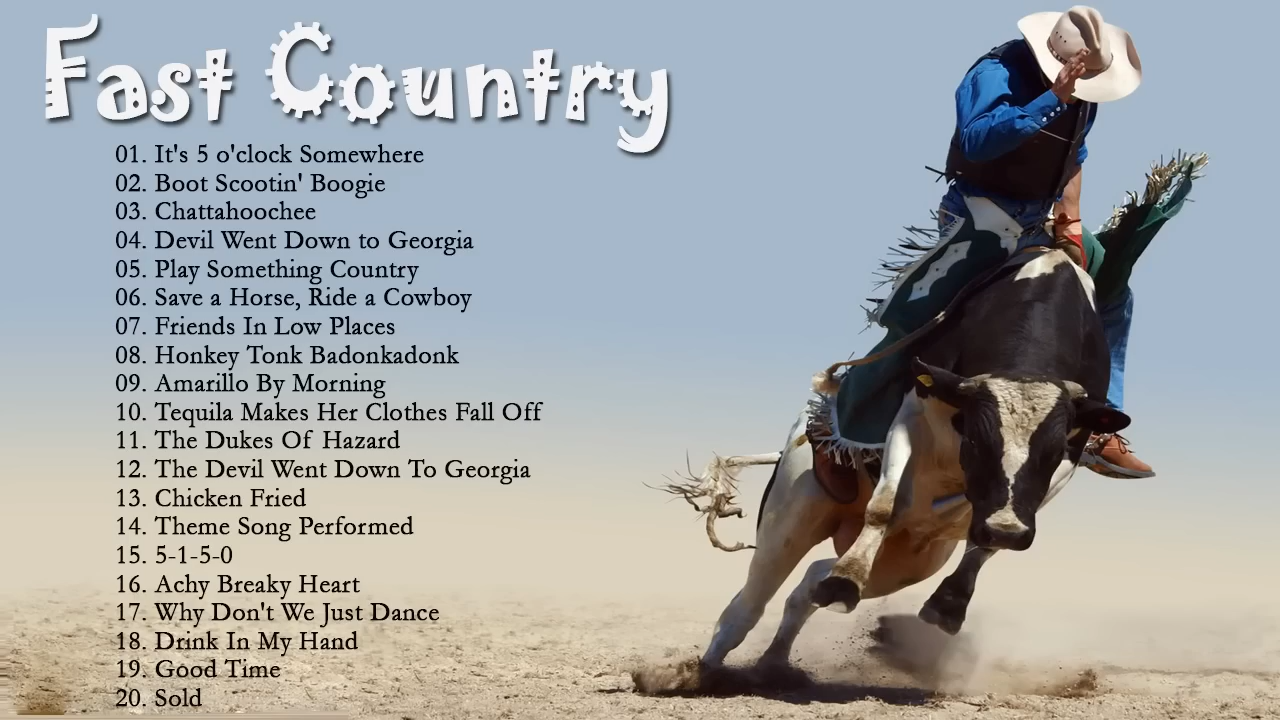 Fast Country
01. It's 5 o'clock Somewhere
02. Boot Scootin' Boogie
03. Chattahoochee
04. Devil Went Down to Georgia
05. Play Something Country
06. Save a Horse, Ride a Cowboy
07. Friends In Low Places
08. Honkey Tonk Badonkadonk
09. Amarillo By Morning
10. Tequila Makes Her Clothes Fall Off
11. The Dukes Of Hazard
12. The Devil Went Down To Georgia
13. Chicken Fried
14. Theme Song Performed
15. 5-1-5-0
16. Achy Breaky Heart
17. Why Don't We Just Dance
18. Drink In My Hand
19. Good Time
20. Sold